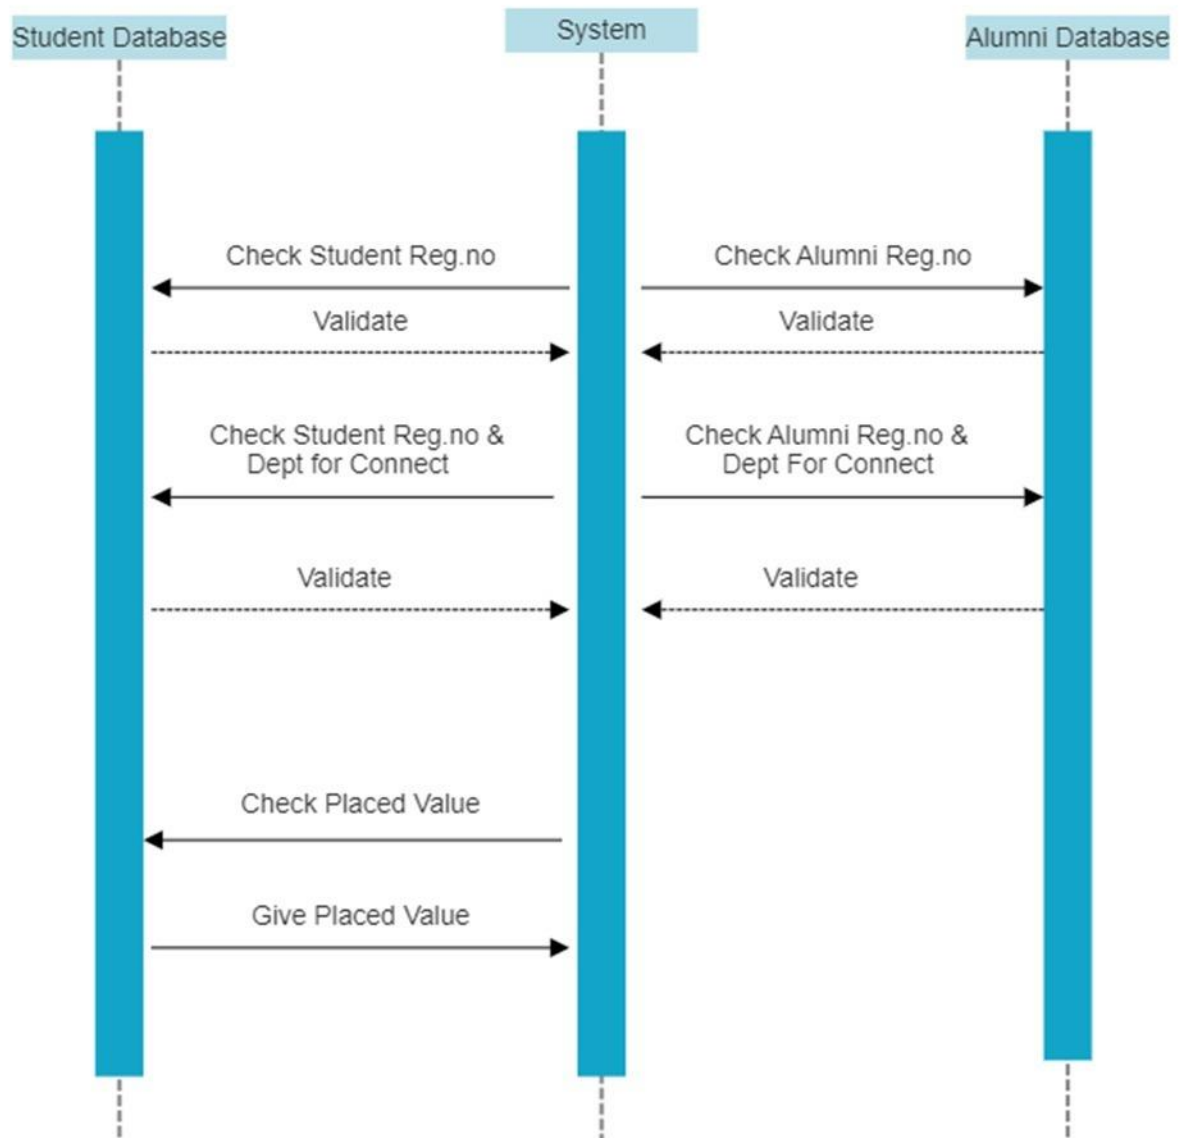 Student Database
System
Alumni Database
Check Student Reg.no
Check Alumni Reg.no
Validate
Validate
Check Student Reg.no &
Dept for Connect
Check Alumni Reg.no &
Dept For Connect
Validate
Validate
Check Placed Value
Give Placed Value